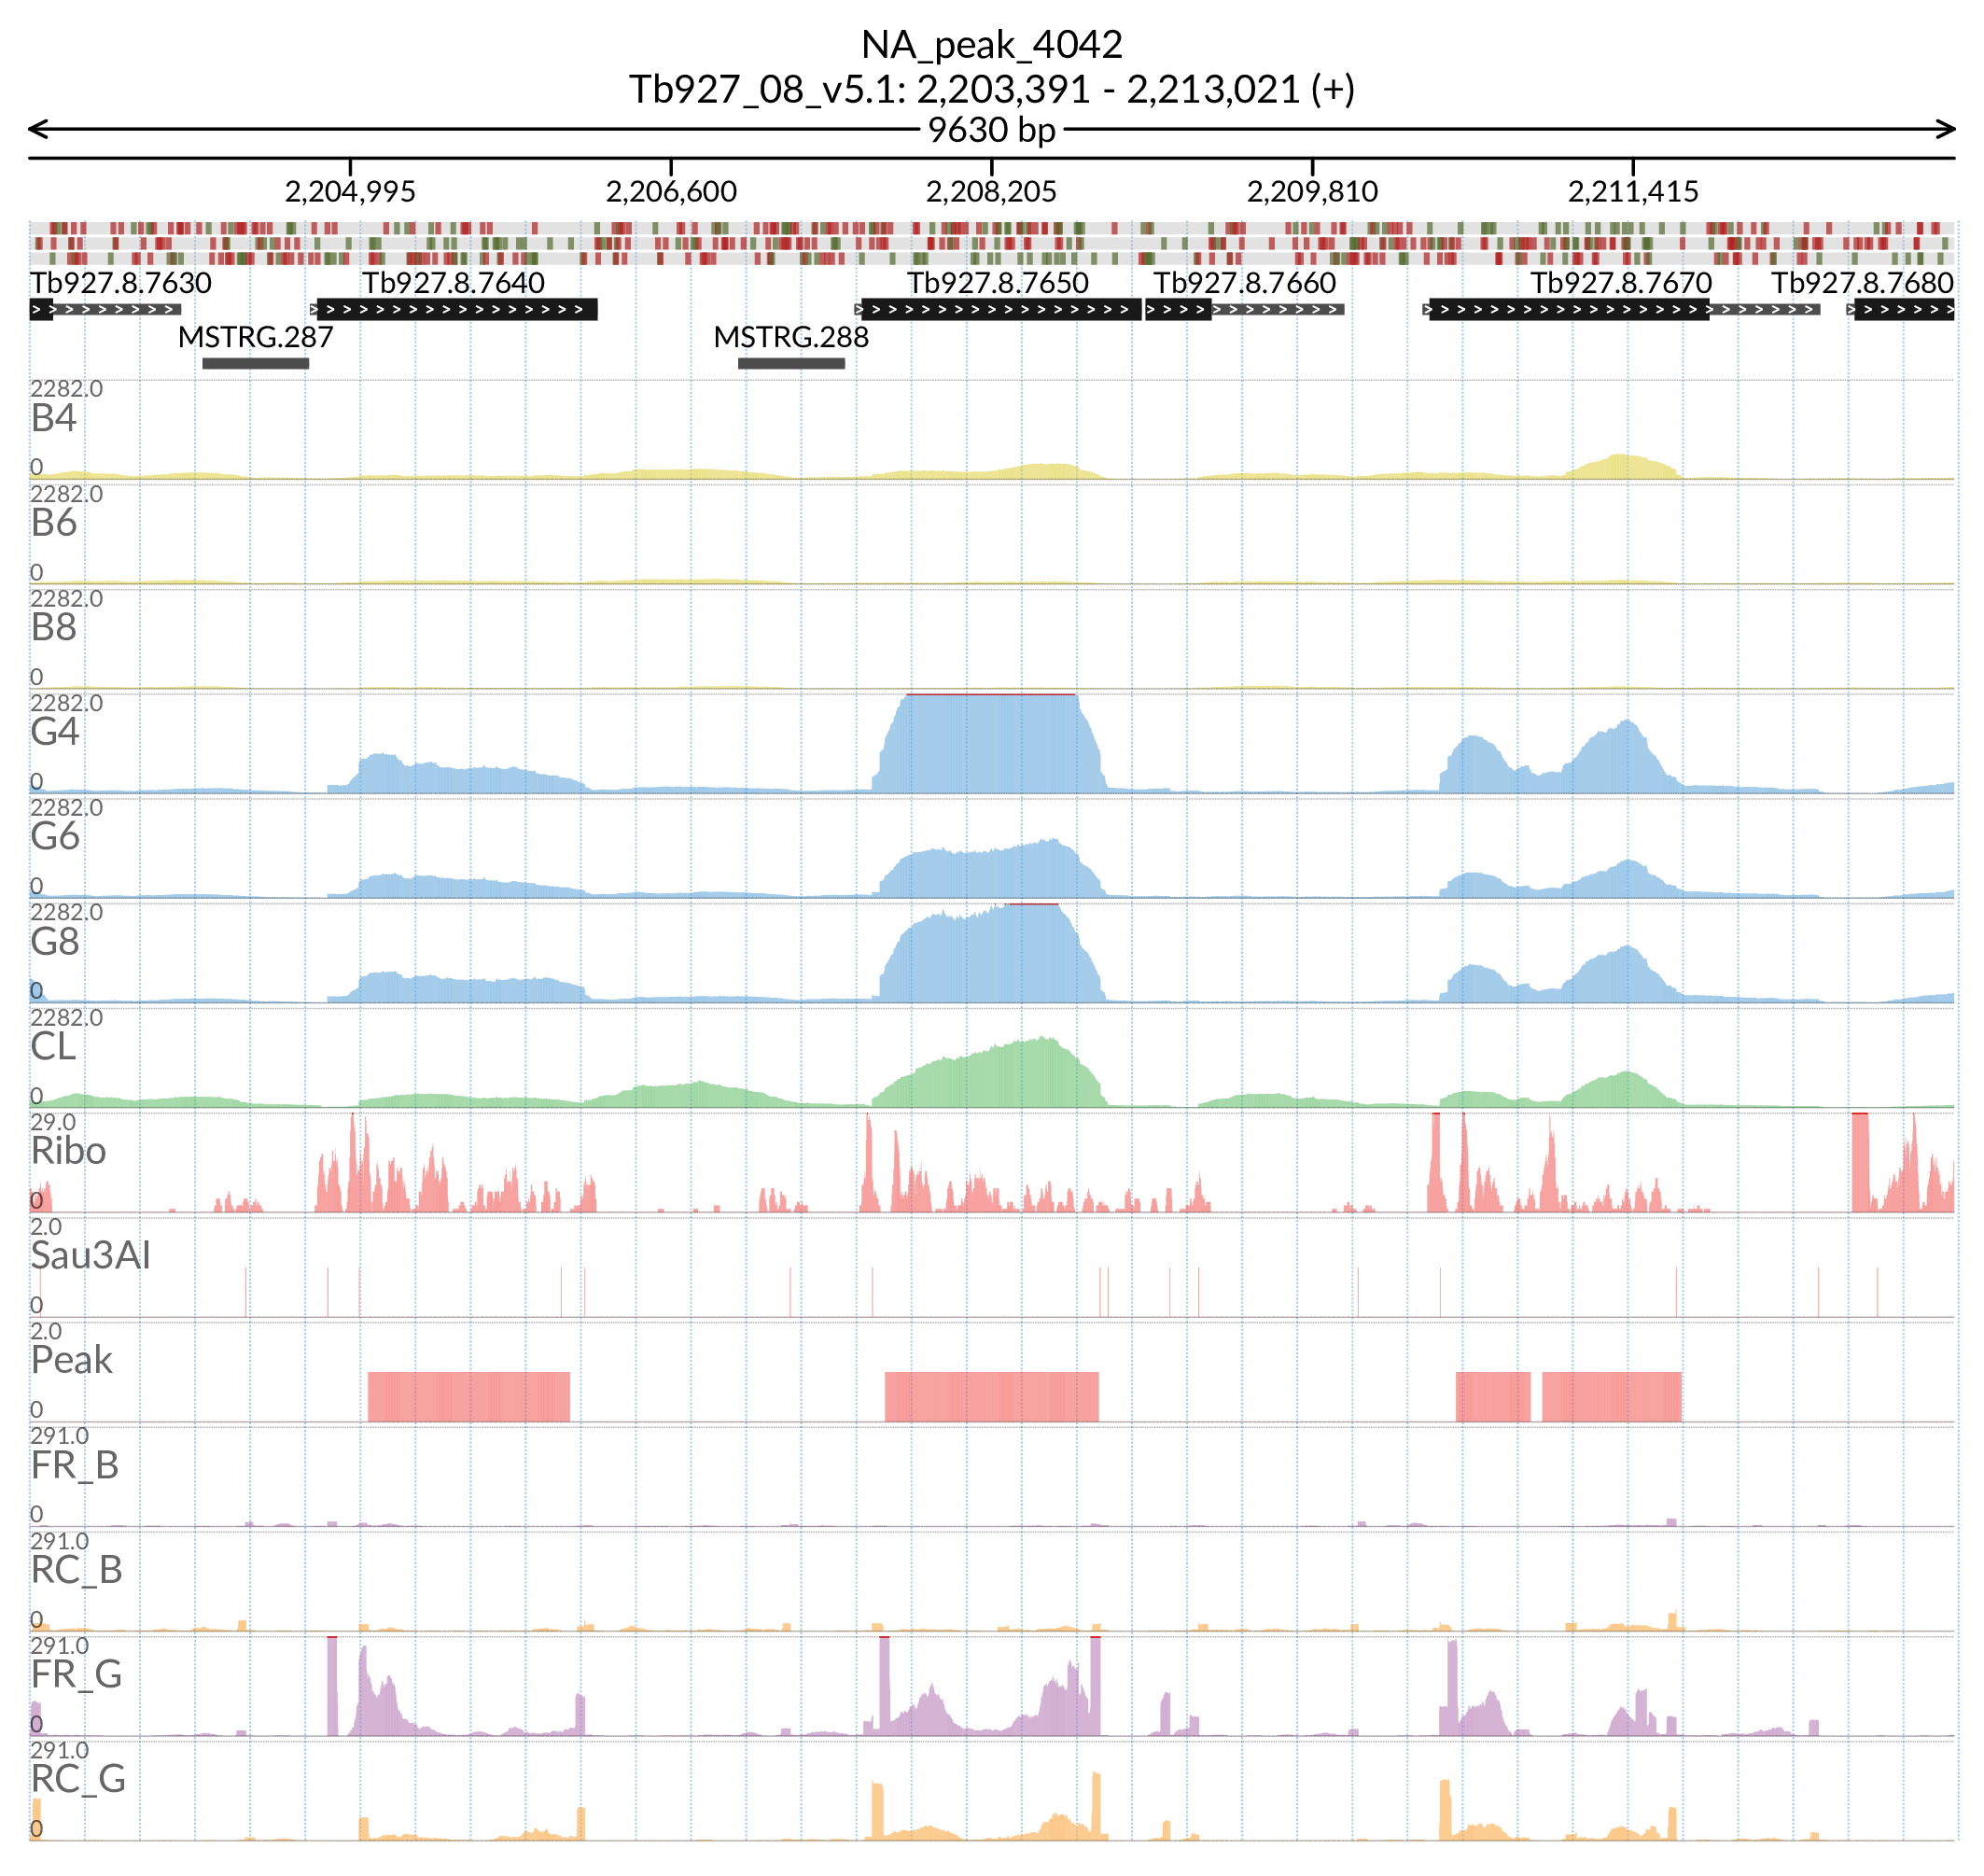 NA_peak_4042
Tb927_08_v5.1: 2,203,391 - 2,213,021 (+)
9630 bp
2,204,995 2,206,600 2,208,205 2,209,810 2,211,415
Tb927.8.7630 Tb927.8.7640 Tb927.8.7650 Tb927.8.7660 Tb927.8.7670 Tb927.8.7680
MSTRG.287 MSTRG.288
2282.0
B4
0
2282.0
B6
0
2282.0
B8
0
2282.0
G4
0
2282.0
G6
0
2282.0
G8
0
2282.0
CL
0
29.0
Ribo
0
2.0
Sau3AI
0
2.0
Peak
0
291.0
FR_B
0
291.0
RC_B
0
291.0
FR_G
0
291.0
RC_G
0